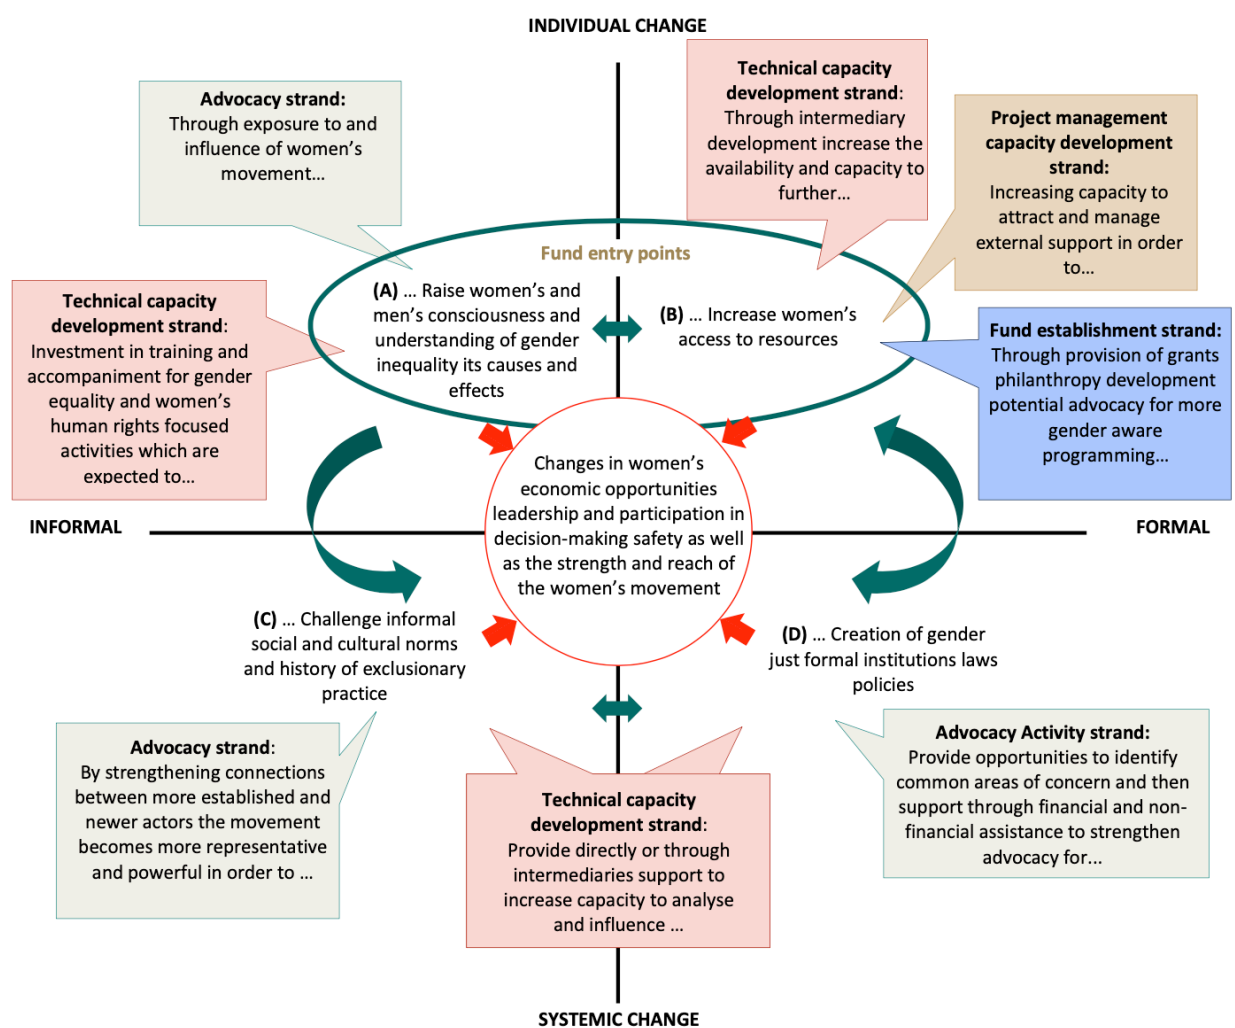 INDIVIDUAL CHANGE
Advocacy strand:
Through exposure to and
influence of women's
movement...
Technical capacity
development strand:
Through intermediary
development increase the
availability and capacity to
further...
Project management
capacity development
strand:
Increasing capacity to
attract and manage
external support in order
to...
Fund entry points
Technical capacity
development strand:
Investment in training and
accompaniment for gender
equality and women's
human rights focused
activities which are
expected to...
(A) ... Raise women's and
men's consciousness and
understanding of gender
inequality its causes and
effects
(B) ... Increase women's
access to resources
Fund establishment strand:
Through provision of grants
philanthropy development
potential advocacy for more
gender aware
programming...
INFORMAL
Changes in women's
economic opportunities
leadership and participation in
decision-making safety as well
as the strength and reach of
the women's movement
FORMAL
(C) ... Challenge informal
social and cultural norms
and history of exclusionary
practice
(D) ... Creation of gender
just formal institutions laws
policies
Advocacy strand:
By strengthening connections
between more established and
newer actors the movement
becomes more representative
and powerful in order to ...
Technical capacity
development strand:
Provide directly or through
intermediaries support to
increase capacity to analyse
and influence ...
Advocacy Activity strand:
Provide opportunities to identify
common areas of concern and then
support through financial and non-
financial assistance to strengthen
advocacy for...
SYSTEMIC CHANGE